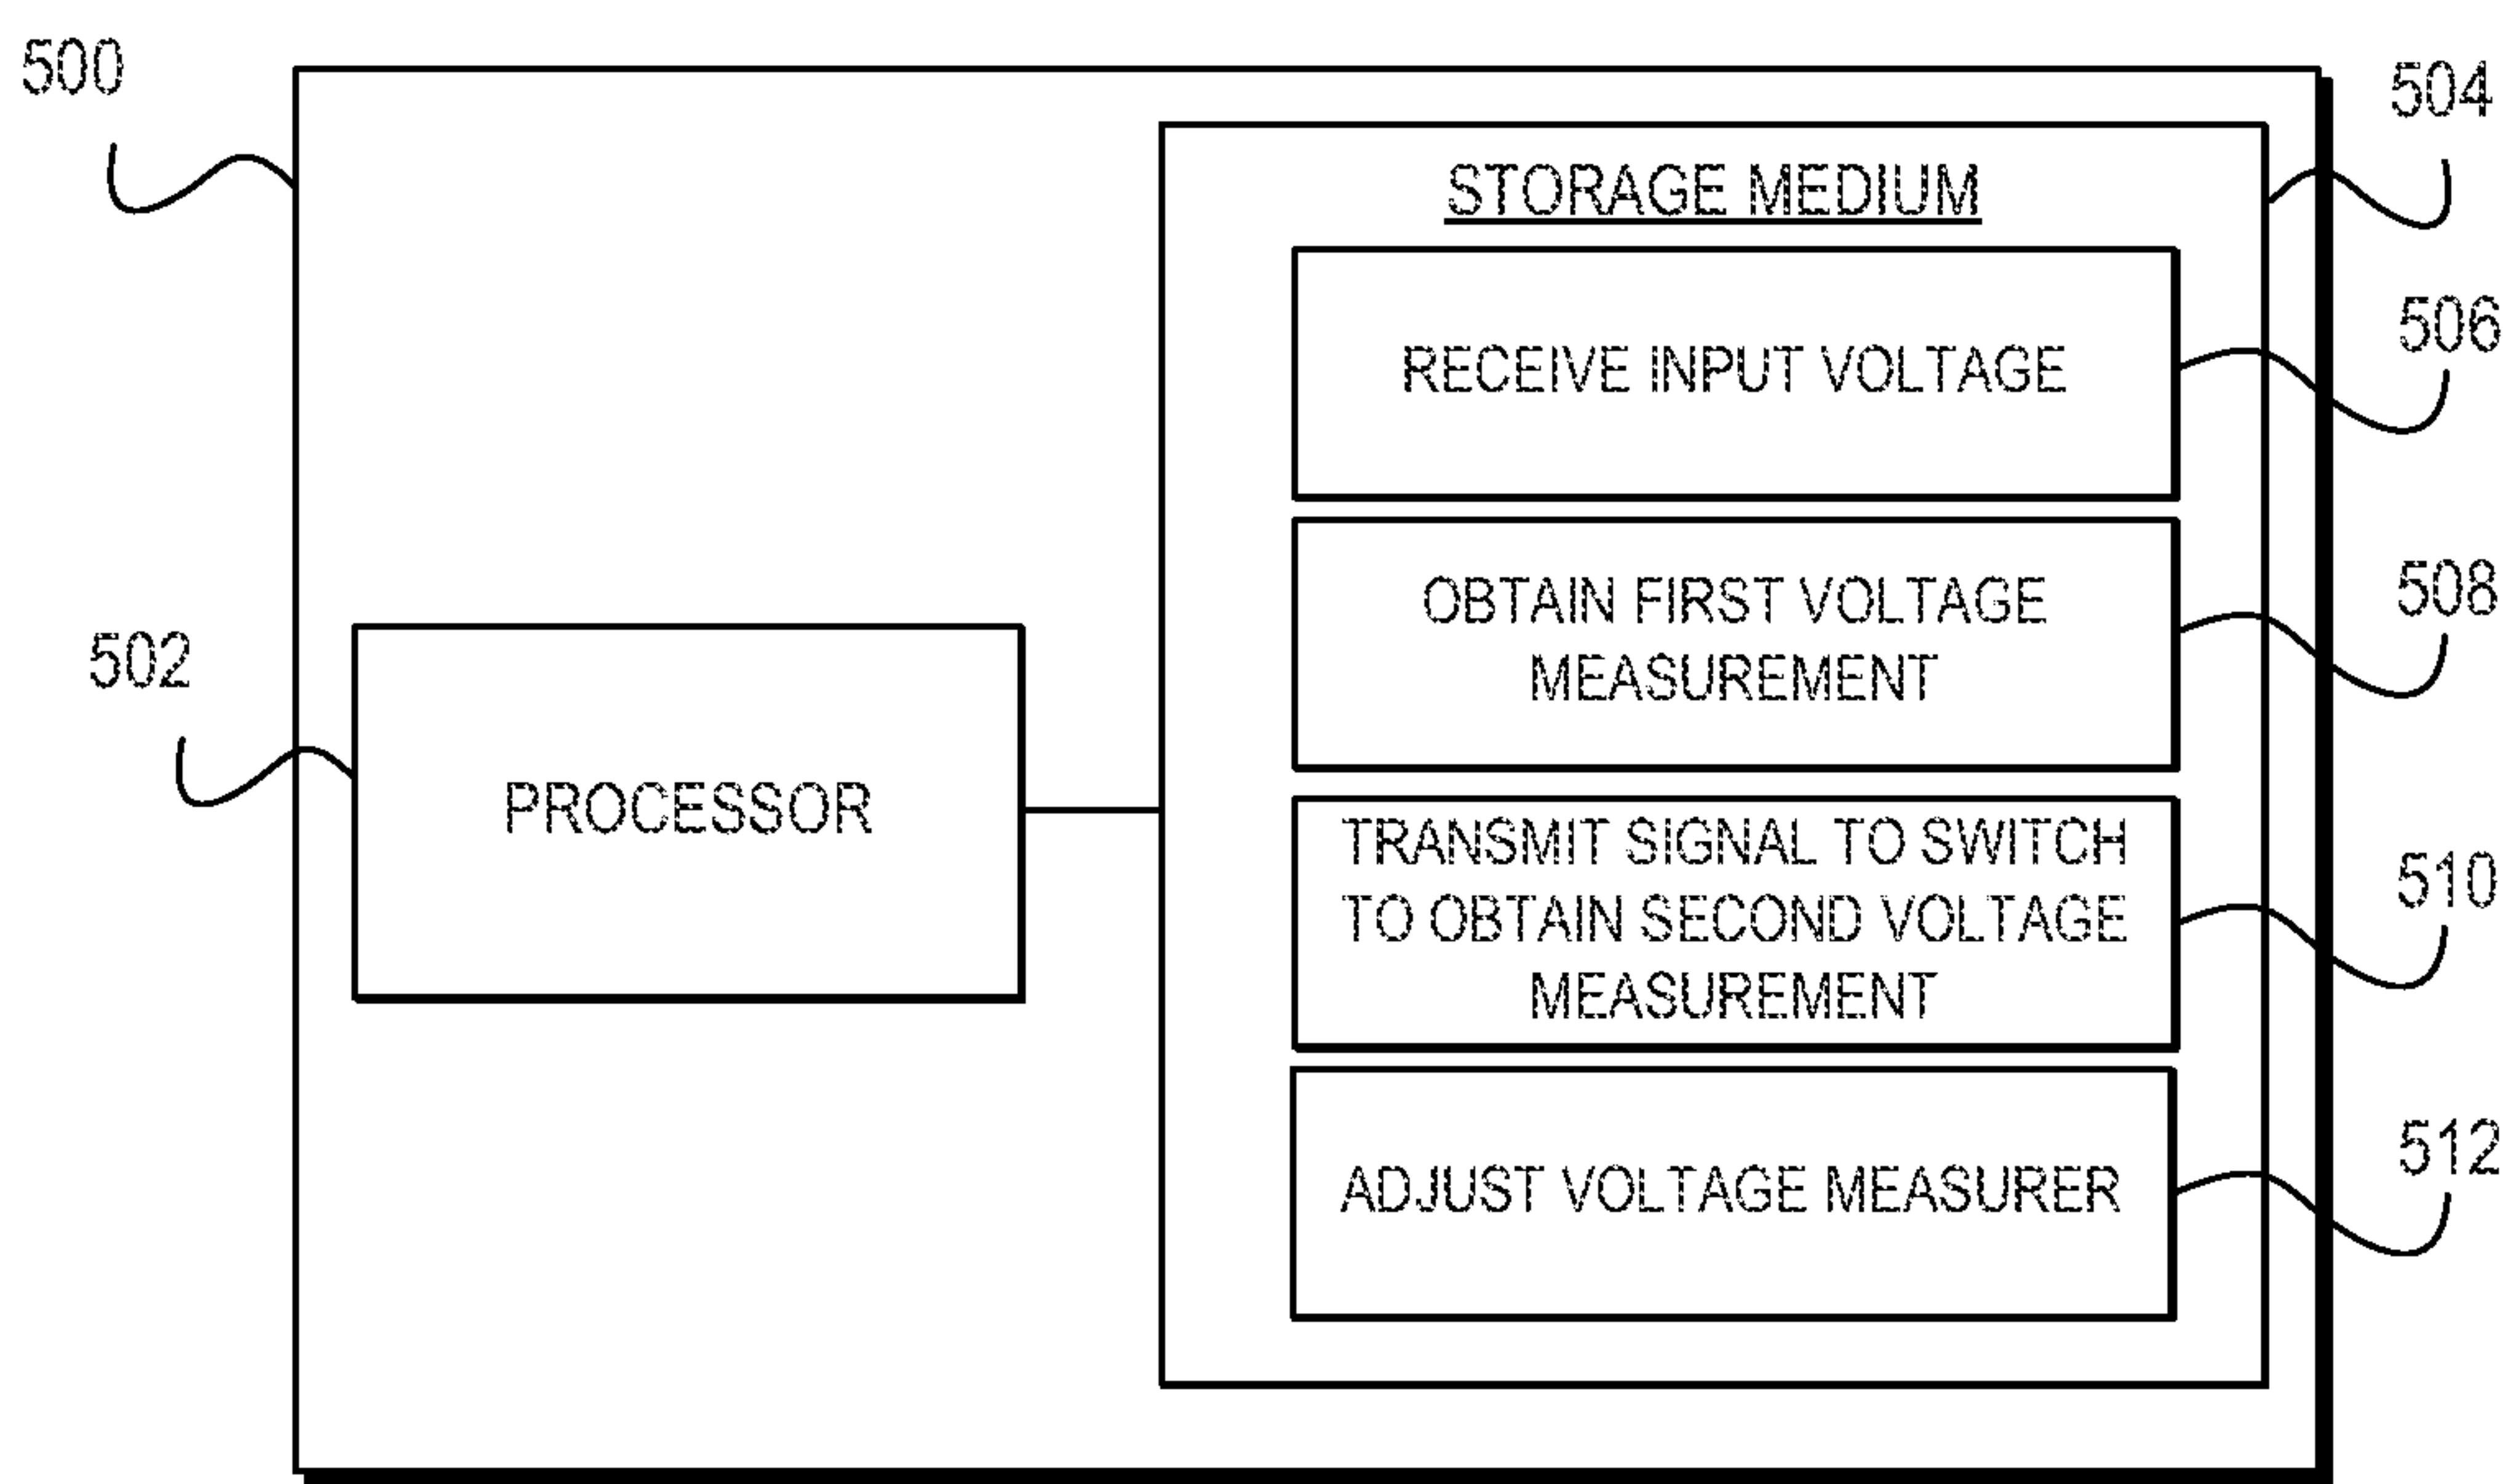 500
504
STORAGE MEDIUM
506
RECEIVE INPUT VOLTAGE
508
OBTAIN FIRST VOLTAGE
MEASUREMENT
502
PROCESSOR
TRANSMIT SIGNAL TO SWITCH
TO OBTAIN SECOND VOLTAGE
MEASUREMENT
510
ADJUST VOLTAGE MEASURER
512